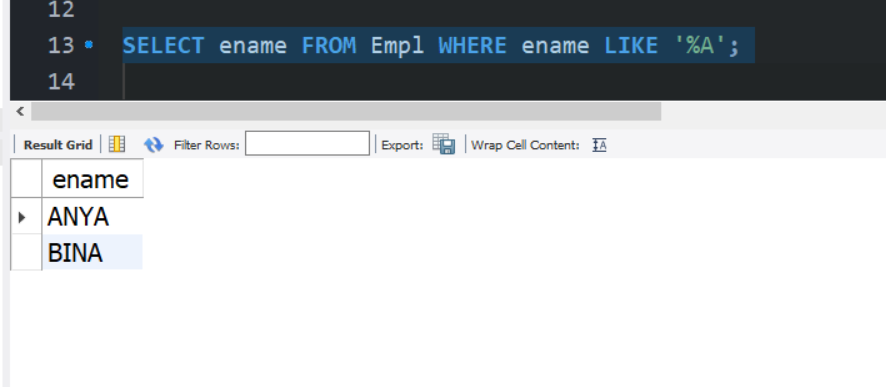 12
13 SELECT ename FROM Empl WHERE ename LIKE '%A';
14
Result Grid Filter Rows: Export: Wrap Cell Content: IA
ename
ANYA
BINA